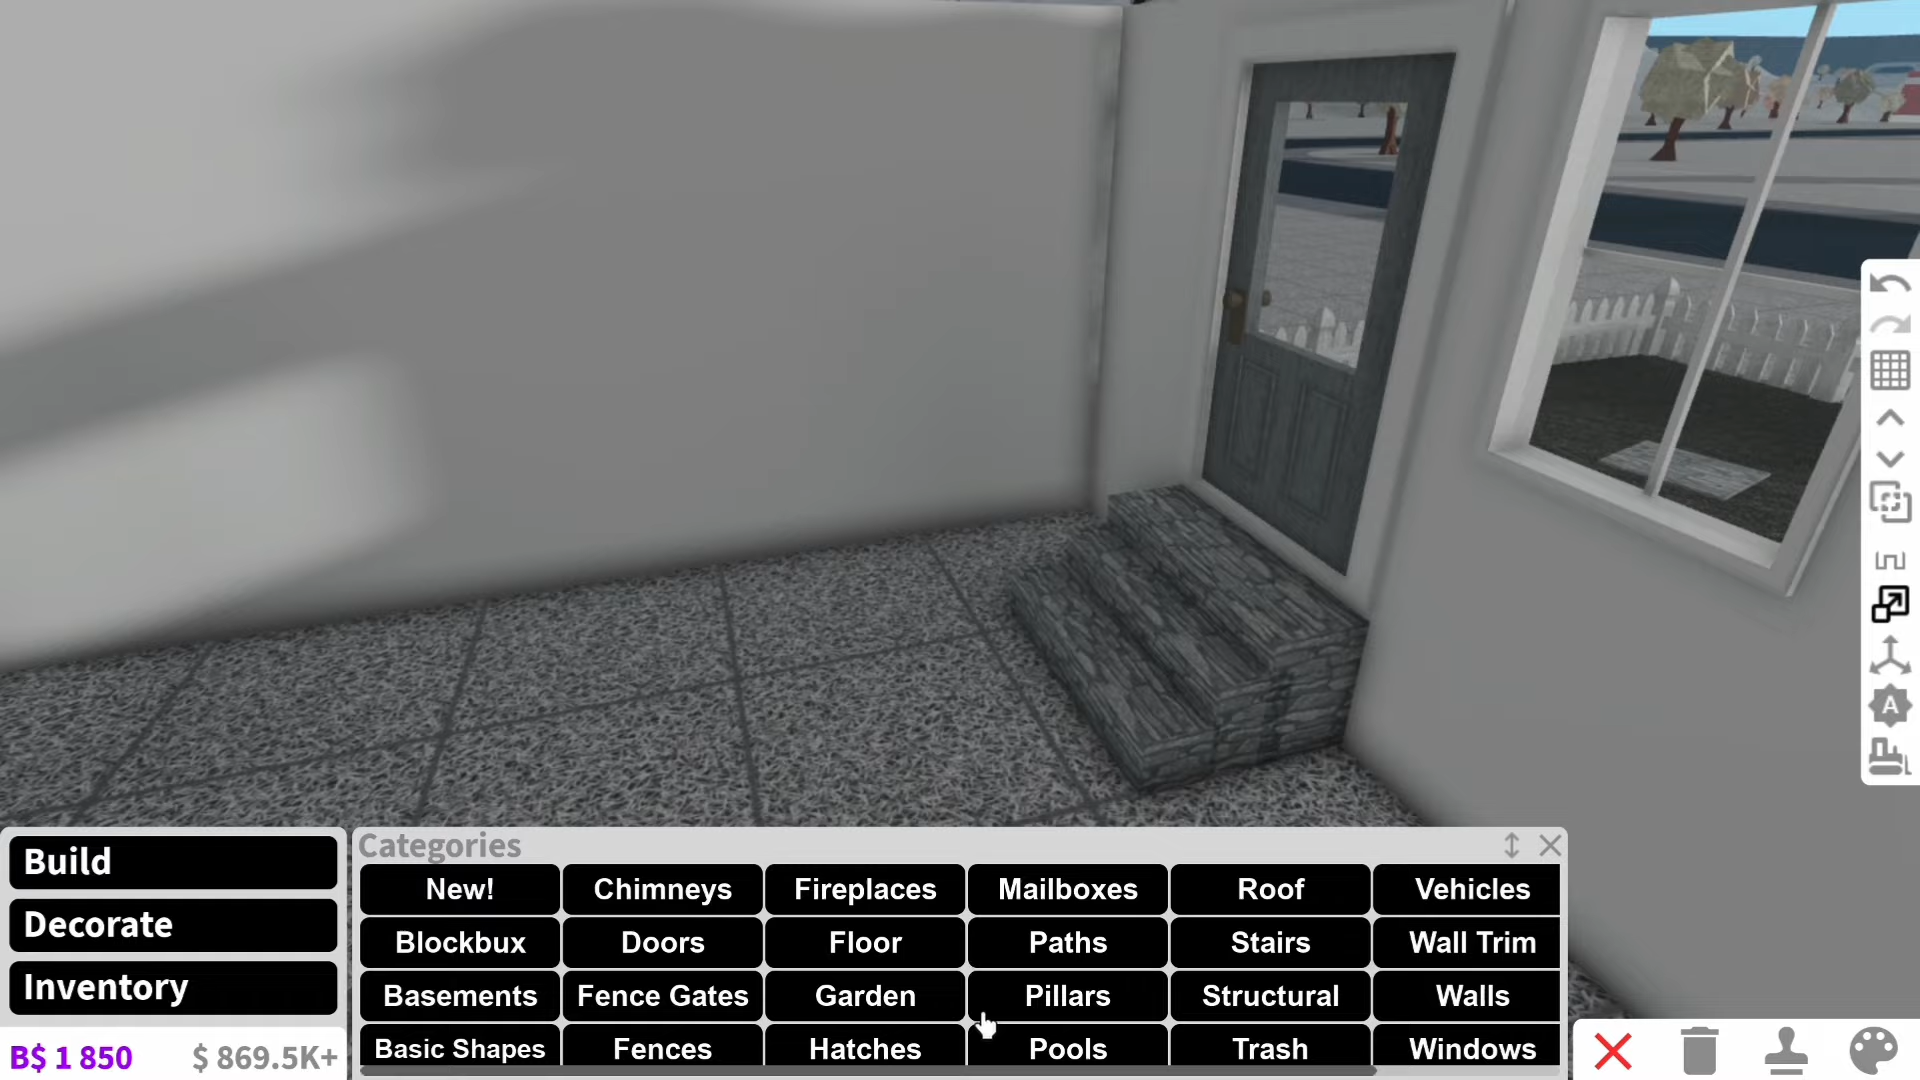 Build
Decorate
Inventory
B$ 1 850 $ 869.5K+
Categories
New! Chimneys Fireplaces Mailboxes Roof Vehicles
Blockbux Doors Floor Paths Stairs Wall Trim
Basements Fence Gates Garden Pillars Structural Walls
Basic Shapes Fences Hatches Pools Trash Windows
A